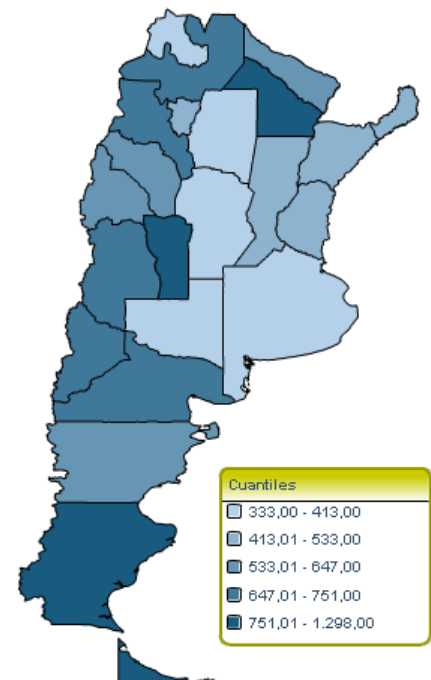 Cuantiles
333,00 - 413,00
413,01 - 533,00
533,01 - 647,00
647,01 - 751,00
751,01 - 1.298,00